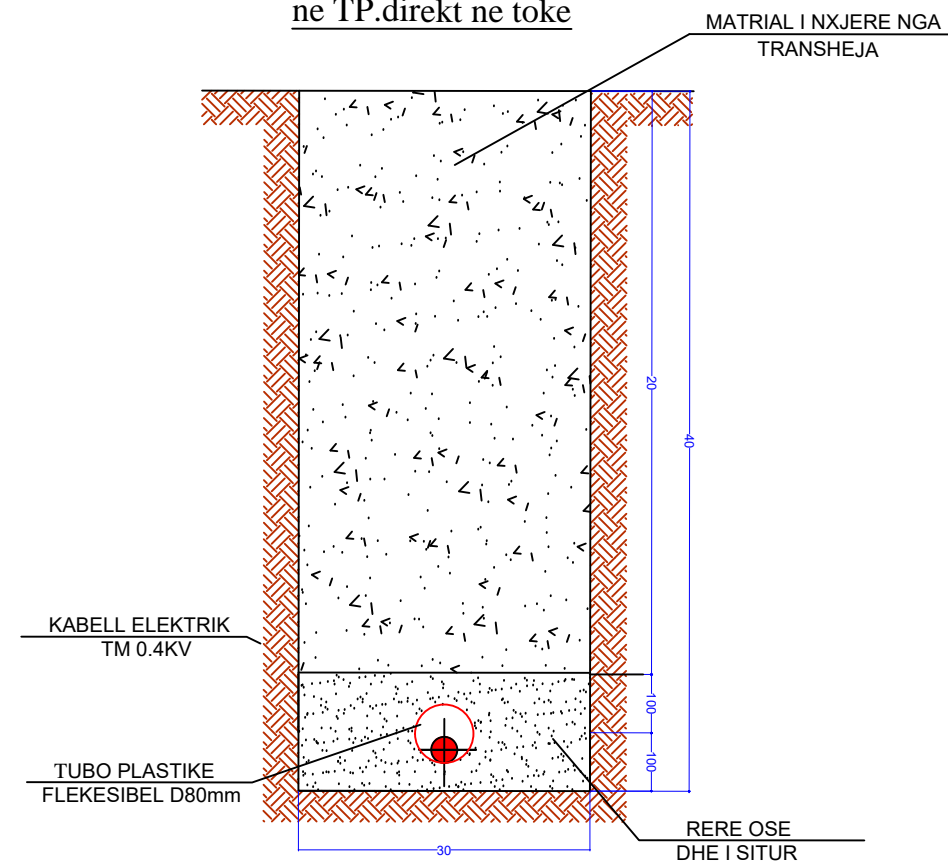 ne TP.direkt ne toke
MATRIAL I NXJERE NGA
TRANSHEJA
20
40
KABELL ELEKTRIK
TM 0.4KV
100
100
TUBO PLASTIKE
FLEKESIBEL D80mm
RERE OSE
DHE I SITUR
30